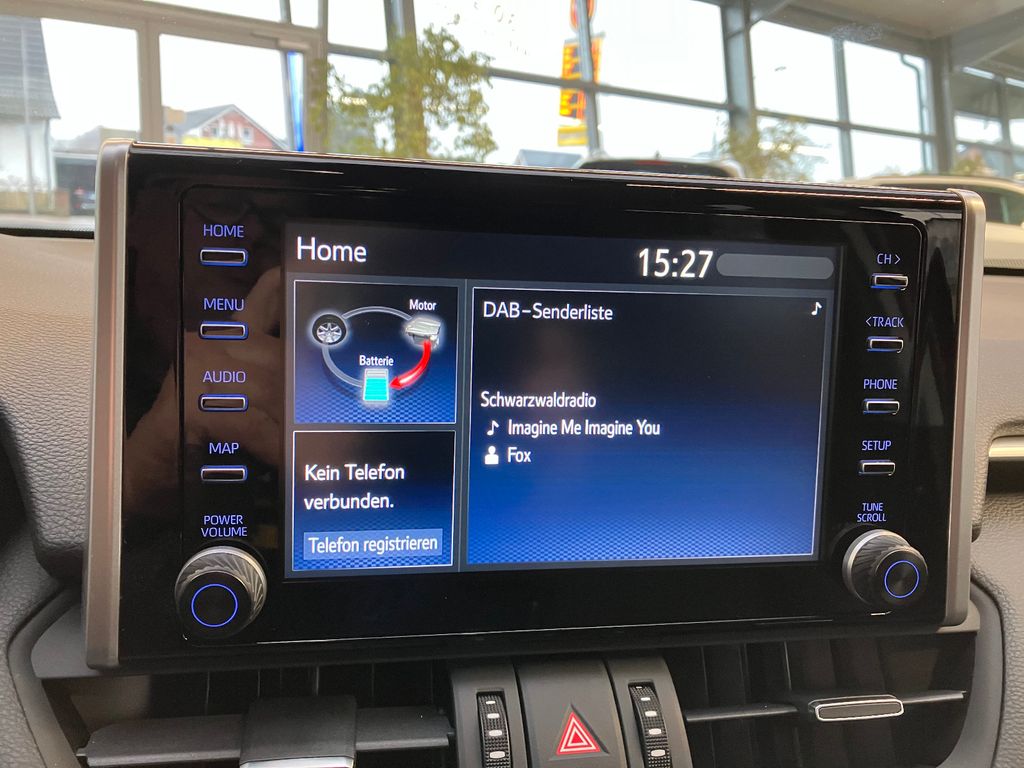 HOME
MENU
AUDIO
MAP
POWER
VOLUME
Home
15:27
Motor
Batterie
Kein Telefon
verbunden.
Telefon registrieren
DAB-Senderliste
Schwarzwaldradio
Imagine Me Imagine You
Fox
CH >
< TRACK
PHONE
SETUP
TUNE
SCROLL